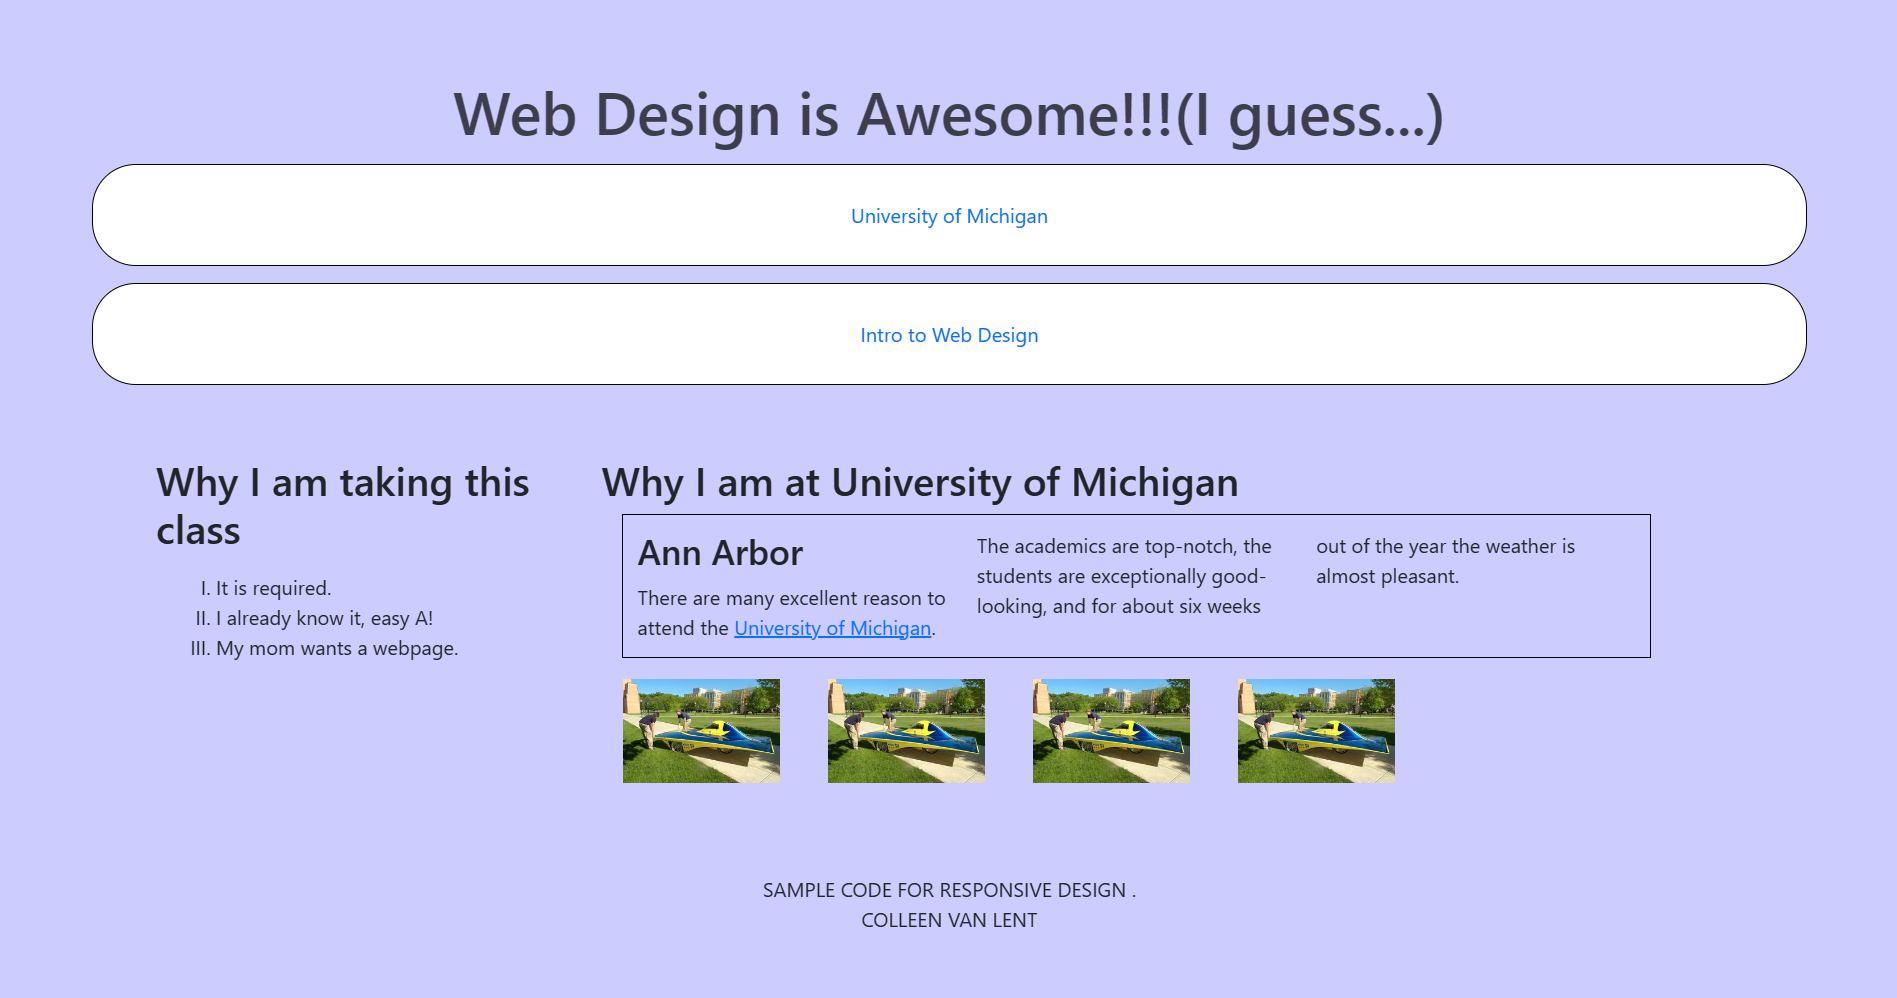 Web Design is Awesome!!!(I guess...)
University of Michigan
Intro to Web Design
Why I am taking this
class
I. It is required.
II. I already know it, easy A!
III. My mom wants a webpage.
Why I am at University of Michigan
Ann Arbor
There are many excellent reason to
attend the University of Michigan.
The academics are top-notch, the
students are exceptionally good-
looking, and for about six weeks
out of the year the weather is
almost pleasant.
SAMPLE CODE FOR RESPONSIVE DESIGN .
COLLEEN VAN LENT